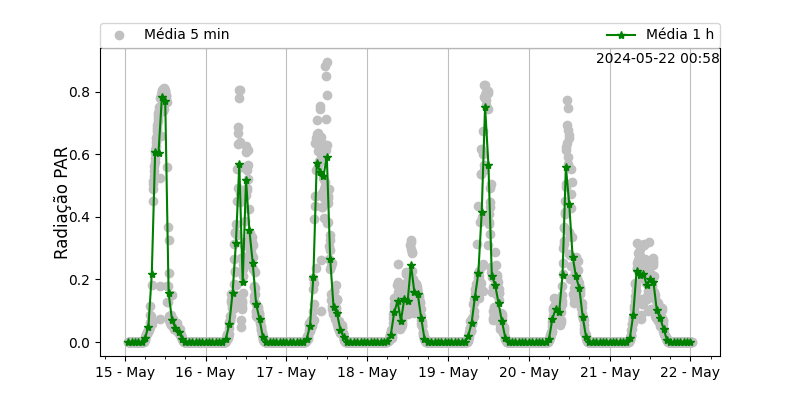 Média 5 min
Média 1 h
2024-05-22 00:58
Radiação PAR
0.8
0.6
0.4
0.2
0.0
15 - May
16 - May
17 - May
18 - May
19 - May
20 - May
21 - May
22 - May